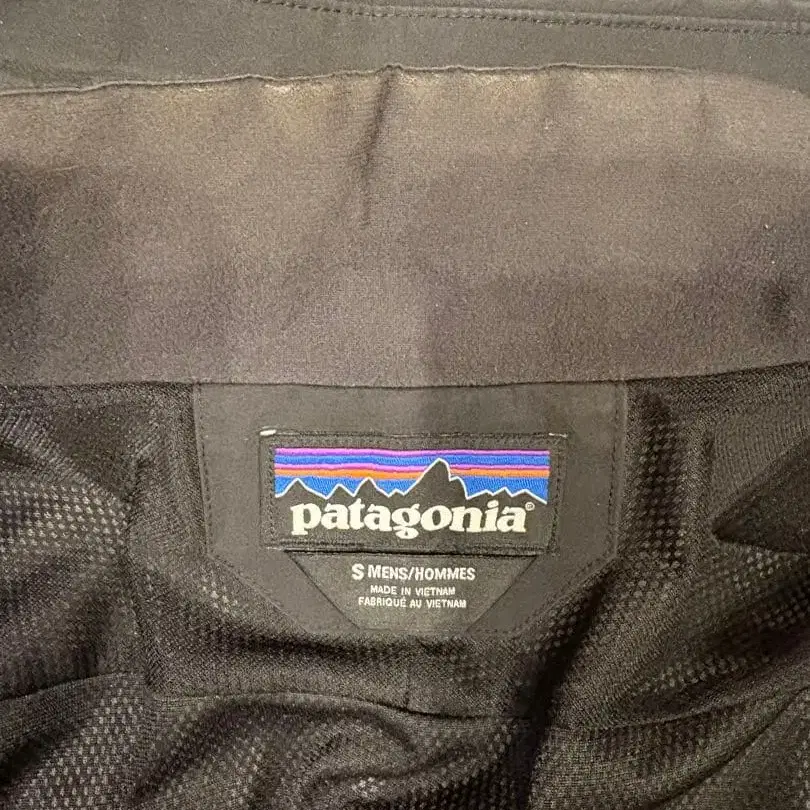 patagonia®
S MENS/HOMMES
MADE IN VIETNAM
FABRIQUÉ AU VIETNAM